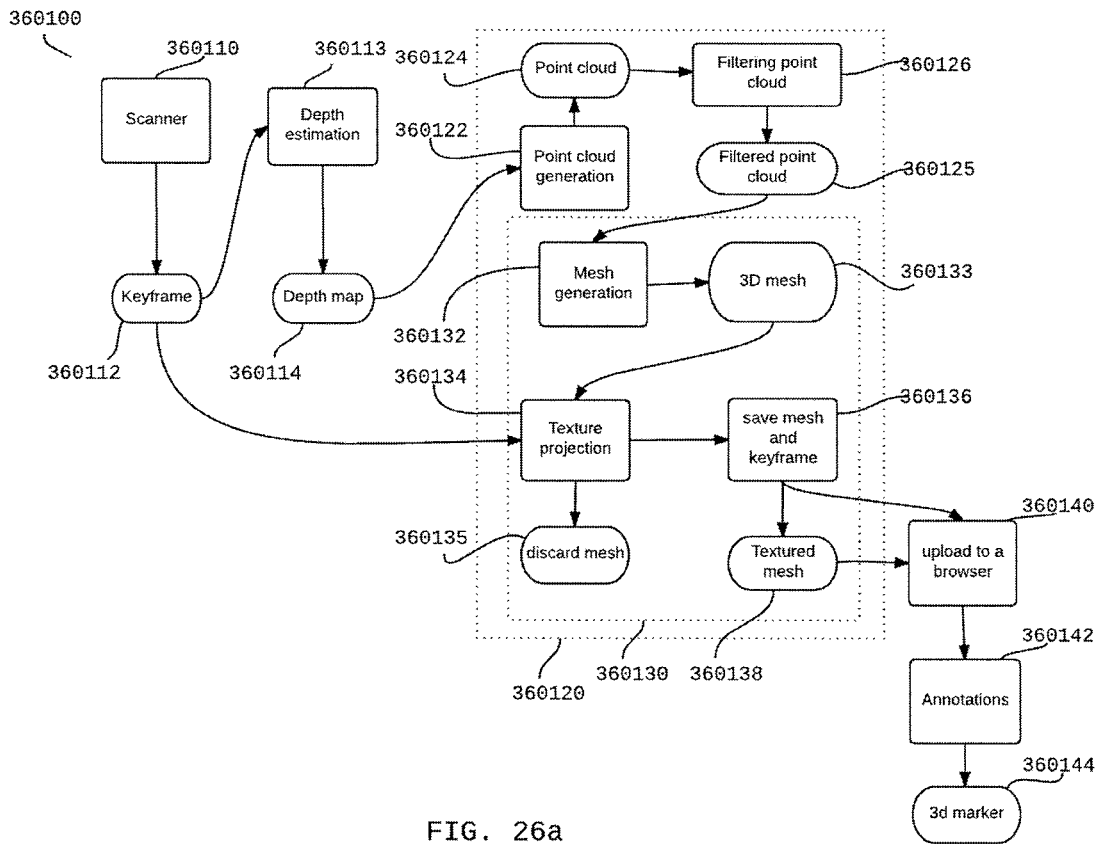 360100
360110
360113
360124
360126
Scanner
Depth
estimation
Point cloud
Filtering point
cloud
360122
Point cloud
generation
Filtered point
cloud
360125
Keyframe
Depth map
Mesh
generation
3D mesh
360133
360112
360114
360132
360134
360136
Texture
projection
save mesh
and
keyframe
360135
discard mesh
Textured
mesh
360140
upload to a
browser
360120
360130
360138
360142
Annotations
360144
3d marker
FIG. 26a